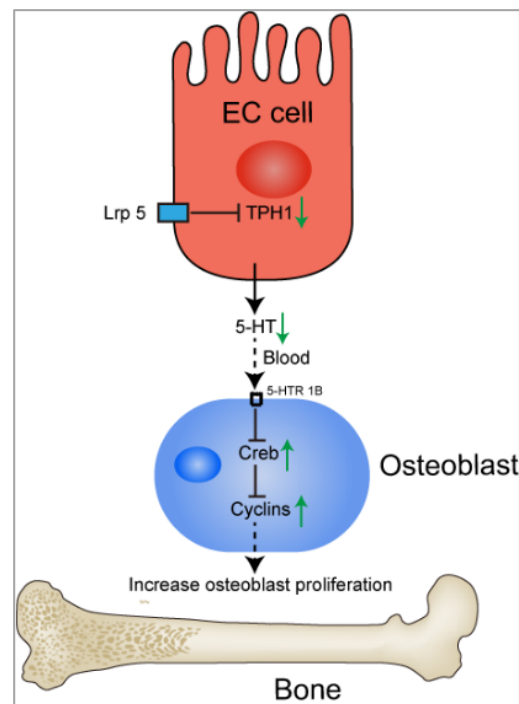 EC cell
Lrp 5
TPH1
5-HT
Blood
5-HTR 1B
Creb
Osteoblast
Cyclins
Increase osteoblast proliferation
Bone